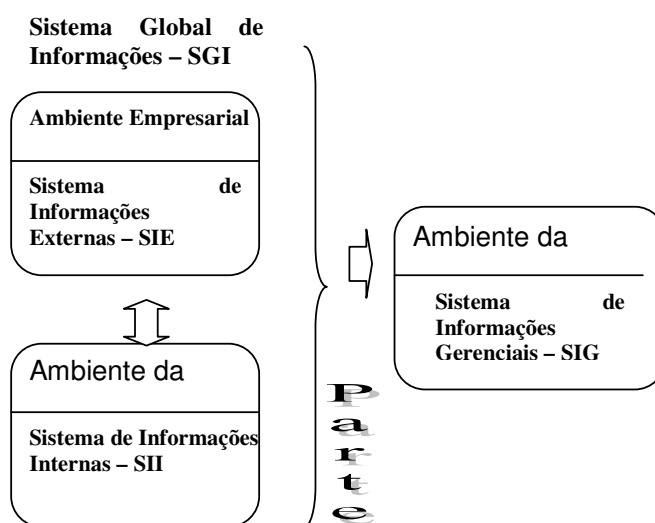 Sistema Global de
Informações – SGI
Ambiente Empresarial
Sistema de
Informações
Externas – SIE
Ambiente da
Sistema de Informações
Internas – SII
Parte
Ambiente da
Sistema de
Informações
Gerenciais – SIG